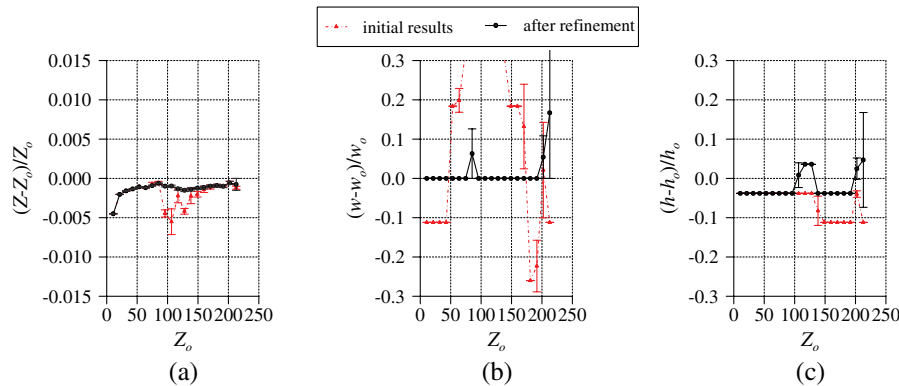 initial results after refinement
0.015
0.010
0.005
0.000
-0.005
-0.010
-0.015
(Z-Zo)/Zo
0 50 100 150 200 250
Zo
(a)
0.3
0.2
0.1
0.0
-0.1
-0.2
-0.3
(w-wo)/wo
0 50 100 150 200 250
Zo
(b)
0.3
0.2
0.1
0.0
-0.1
-0.2
-0.3
(h-ho)/ho
0 50 100 150 200 250
Zo
(c)